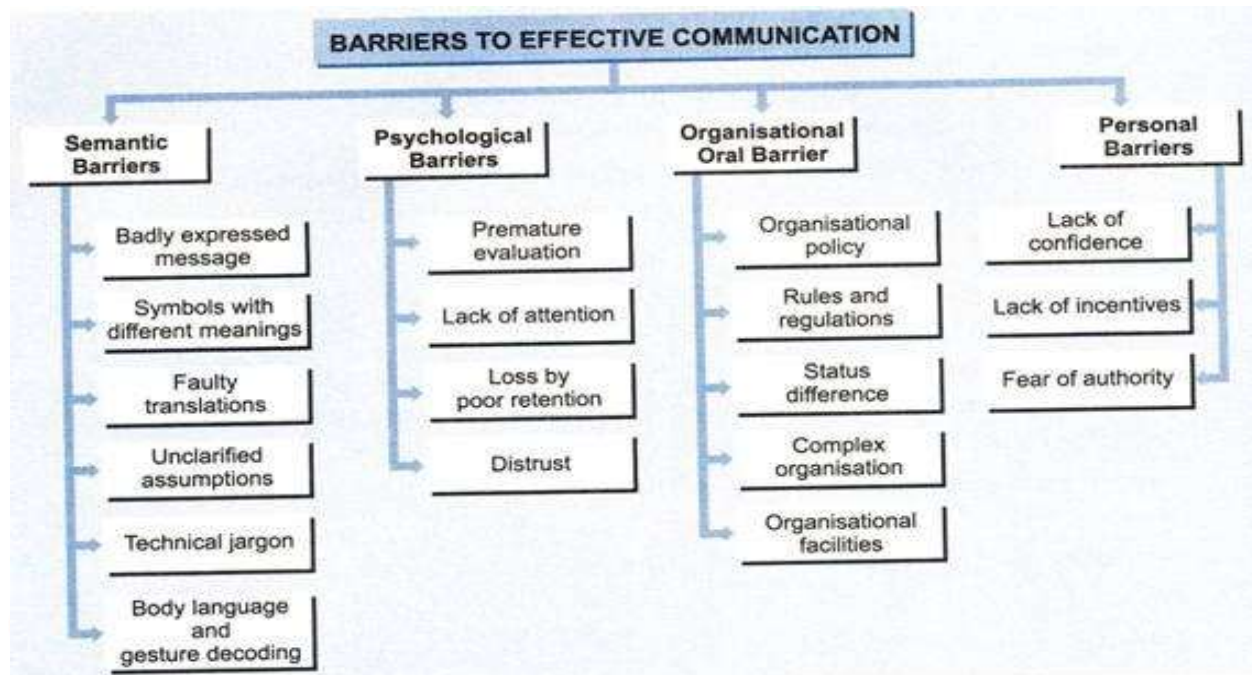 BARRIERS TO EFFECTIVE COMMUNICATION
Semantic
Barriers
Badly expressed
message
Symbols with
different meanings
Faulty
translations
Unclarified
assumptions
Technical jargon
Body language
and
gesture decoding
Psychological
Barriers
Premature
evaluation
Lack of attention
Loss by
poor retention
Distrust
Organisational
Oral Barrier
Organisational
policy
Rules and
regulations
Status
difference
Complex
organisation
Organisational
facilities
Personal
Barriers
Lack of
confidence
Lack of incentives
Fear of authority